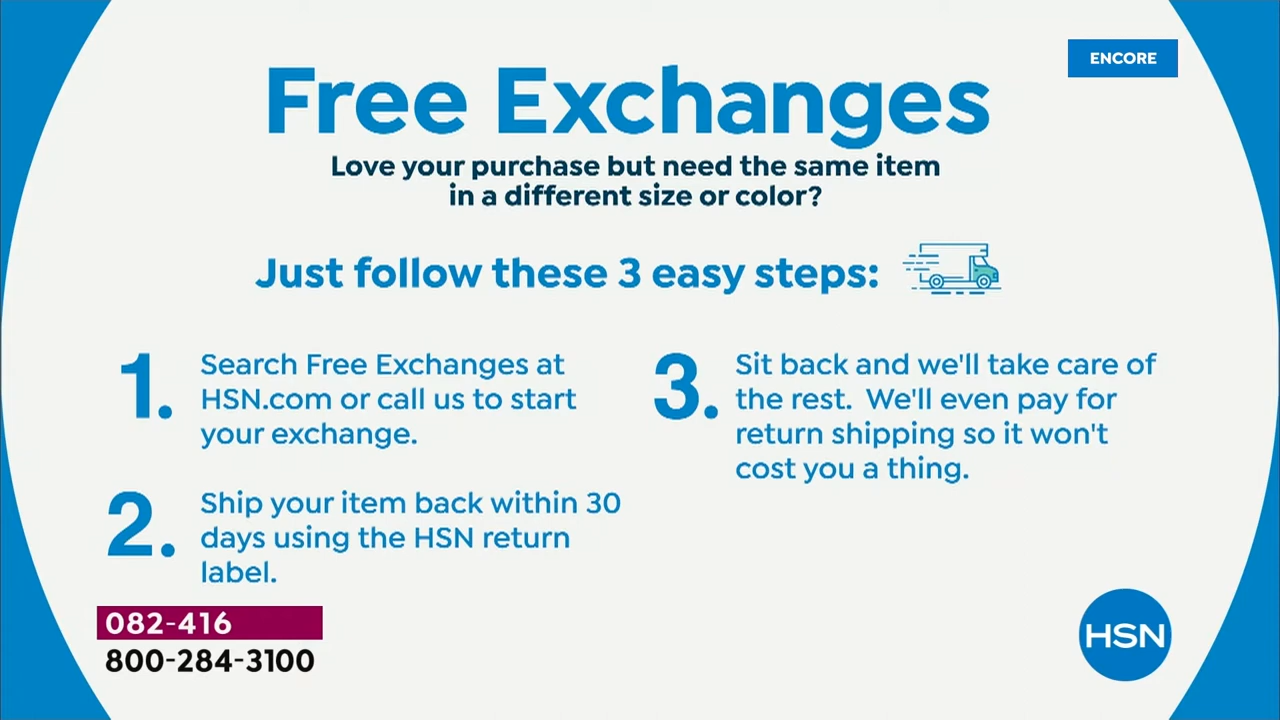 ENCORE
Free Exchanges
Love your purchase but need the same item
in a different size or color?
Just follow these 3 easy steps:
1. Search Free Exchanges at
HSN.com or call us to start
your exchange.
2. Ship your item back within 30
days using the HSN return
label.
3. Sit back and we'll take care of
the rest.  We'll even pay for
return shipping so it won't
cost you a thing.
082-416
800-284-3100
HSN